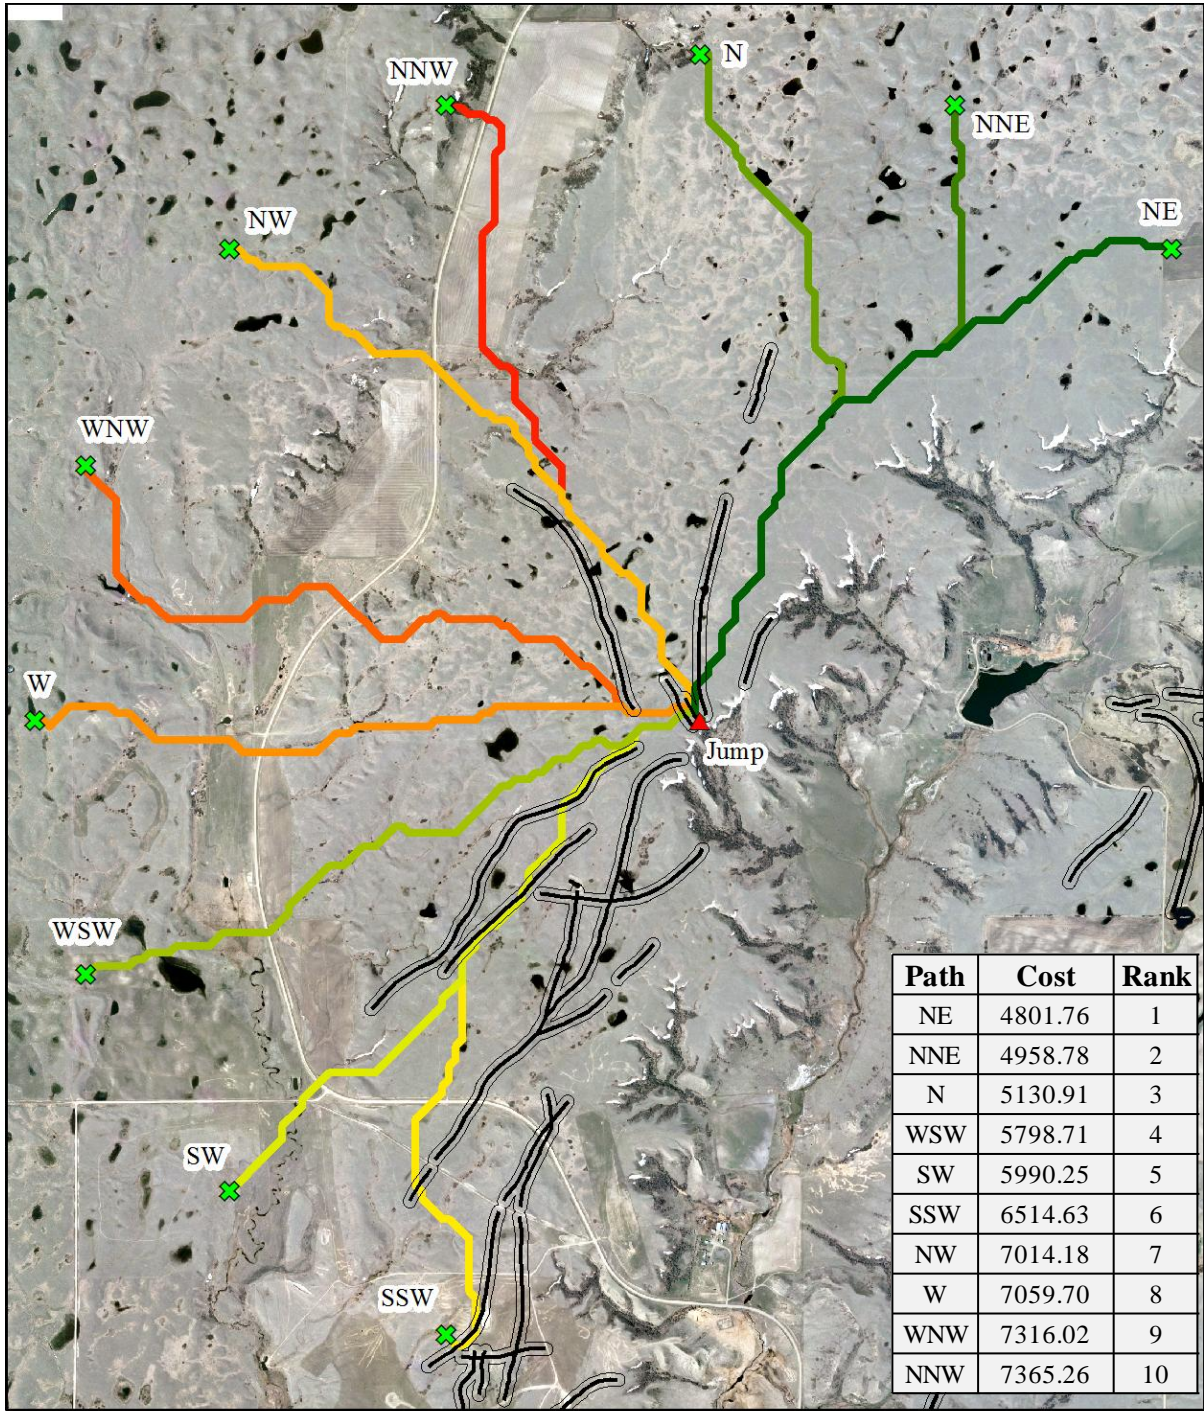 N
NNW
NNE
NE
NW
WNW
W
Jump
WSW
SW
SSW
Path Cost Rank
NE 4801.76 1
NNE 4958.78 2
N 5130.91 3
WSW 5798.71 4
SW 5990.25 5
SSW 6514.63 6
NW 7014.18 7
W 7059.70 8
WNW 7316.02 9
NNW 7365.26 10